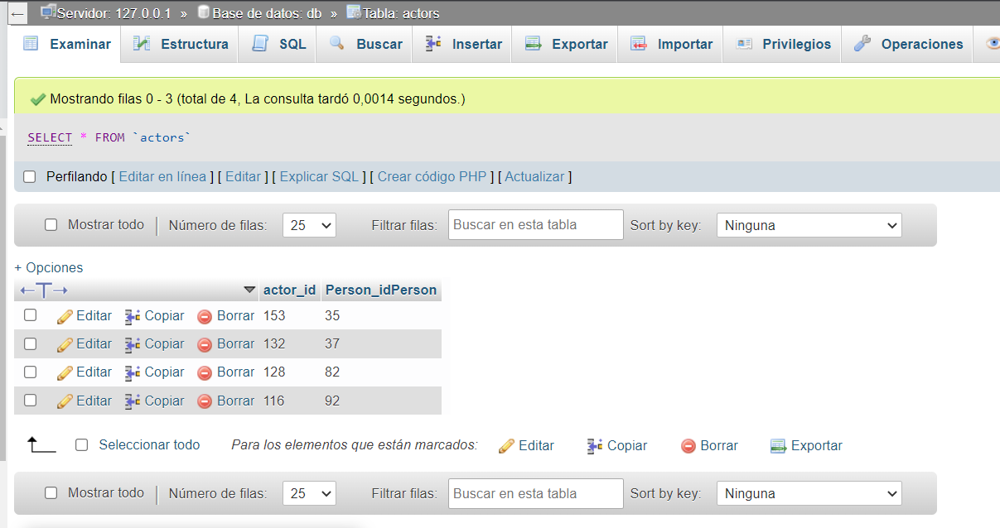 ← Servidor: 127.0.0.1 » Base de datos: db » Tabla: actors
Examinar Estructura SQL Buscar Insertar Exportar Importar Privilegios Operaciones
Mostrando filas 0 - 3 (total de 4, La consulta tardó 0,0014 segundos.)
SELECT * FROM `actors`
Perfilando [ Editar en línea ] [ Editar ] [ Explicar SQL ] [ Crear código PHP ] [ Actualizar ]
Mostrar todo Número de filas: 25 Filtrar filas: Buscar en esta tabla Sort by key: Ninguna
+ Opciones
←T→ actor_id Person_idPerson
Editar Copiar Borrar 153 35
Editar Copiar Borrar 132 37
Editar Copiar Borrar 128 82
Editar Copiar Borrar 116 92
Seleccionar todo Para los elementos que están marcados: Editar Copiar Borrar Exportar
Mostrar todo Número de filas: 25 Filtrar filas: Buscar en esta tabla Sort by key: Ninguna